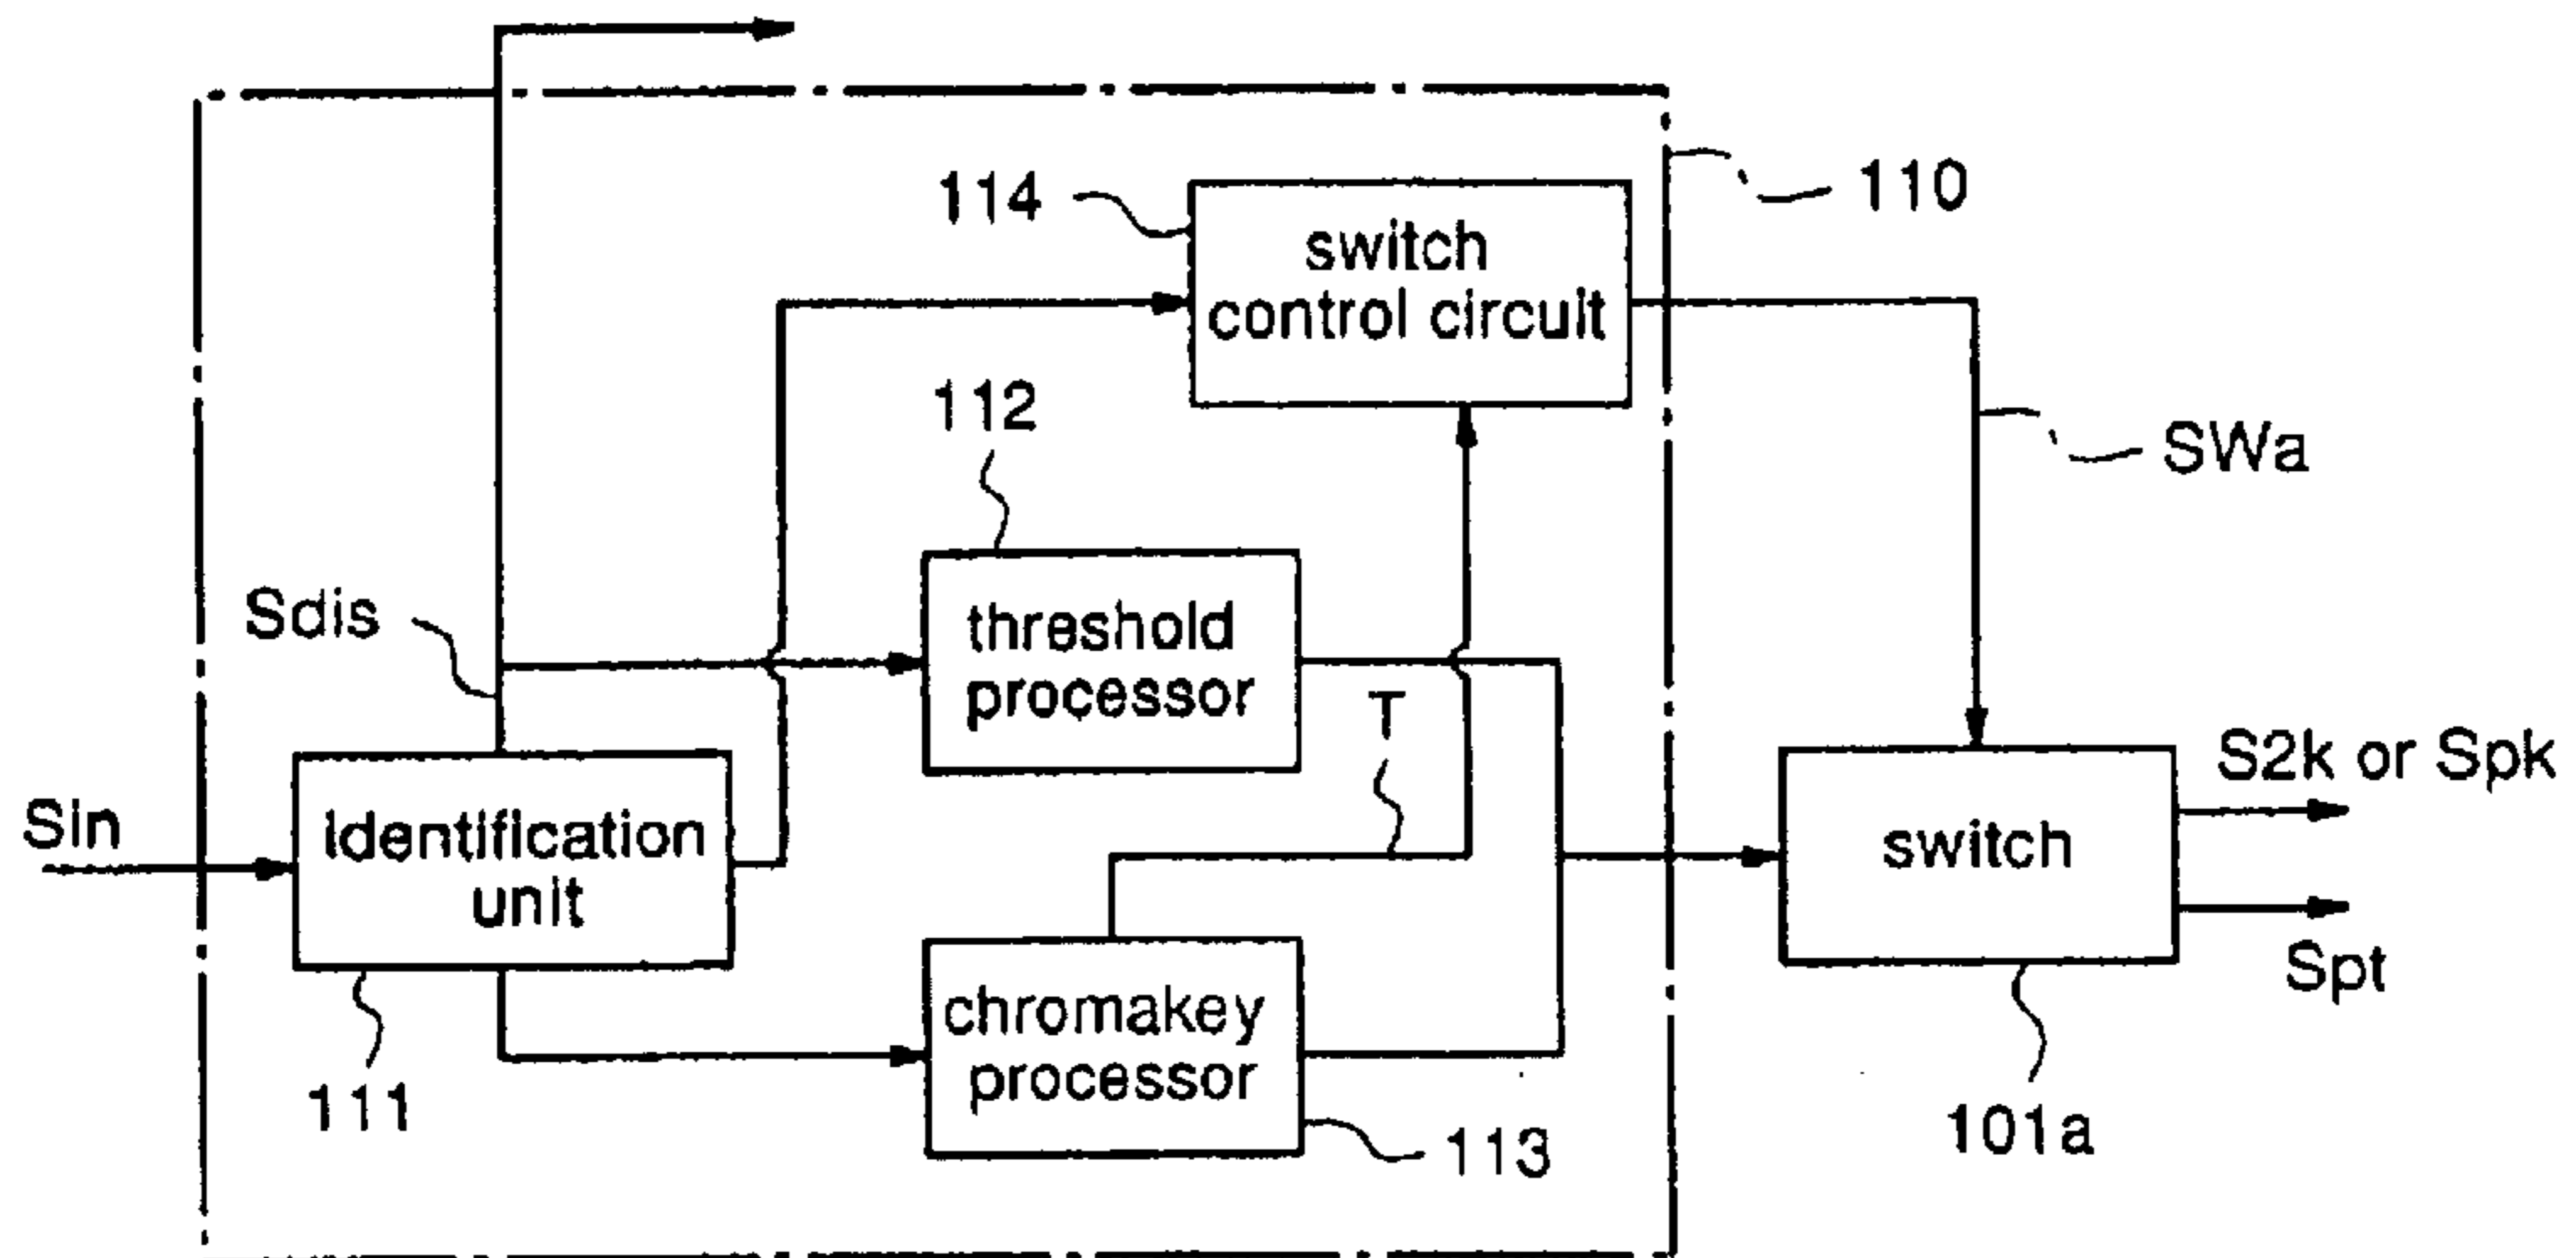 110
114
switch
control circuit
112
SWa
Sdis
threshold
processor
T
S2k or Spk
Sin
identification
unit
switch
Spt
chromakey
processor
111
113
101a